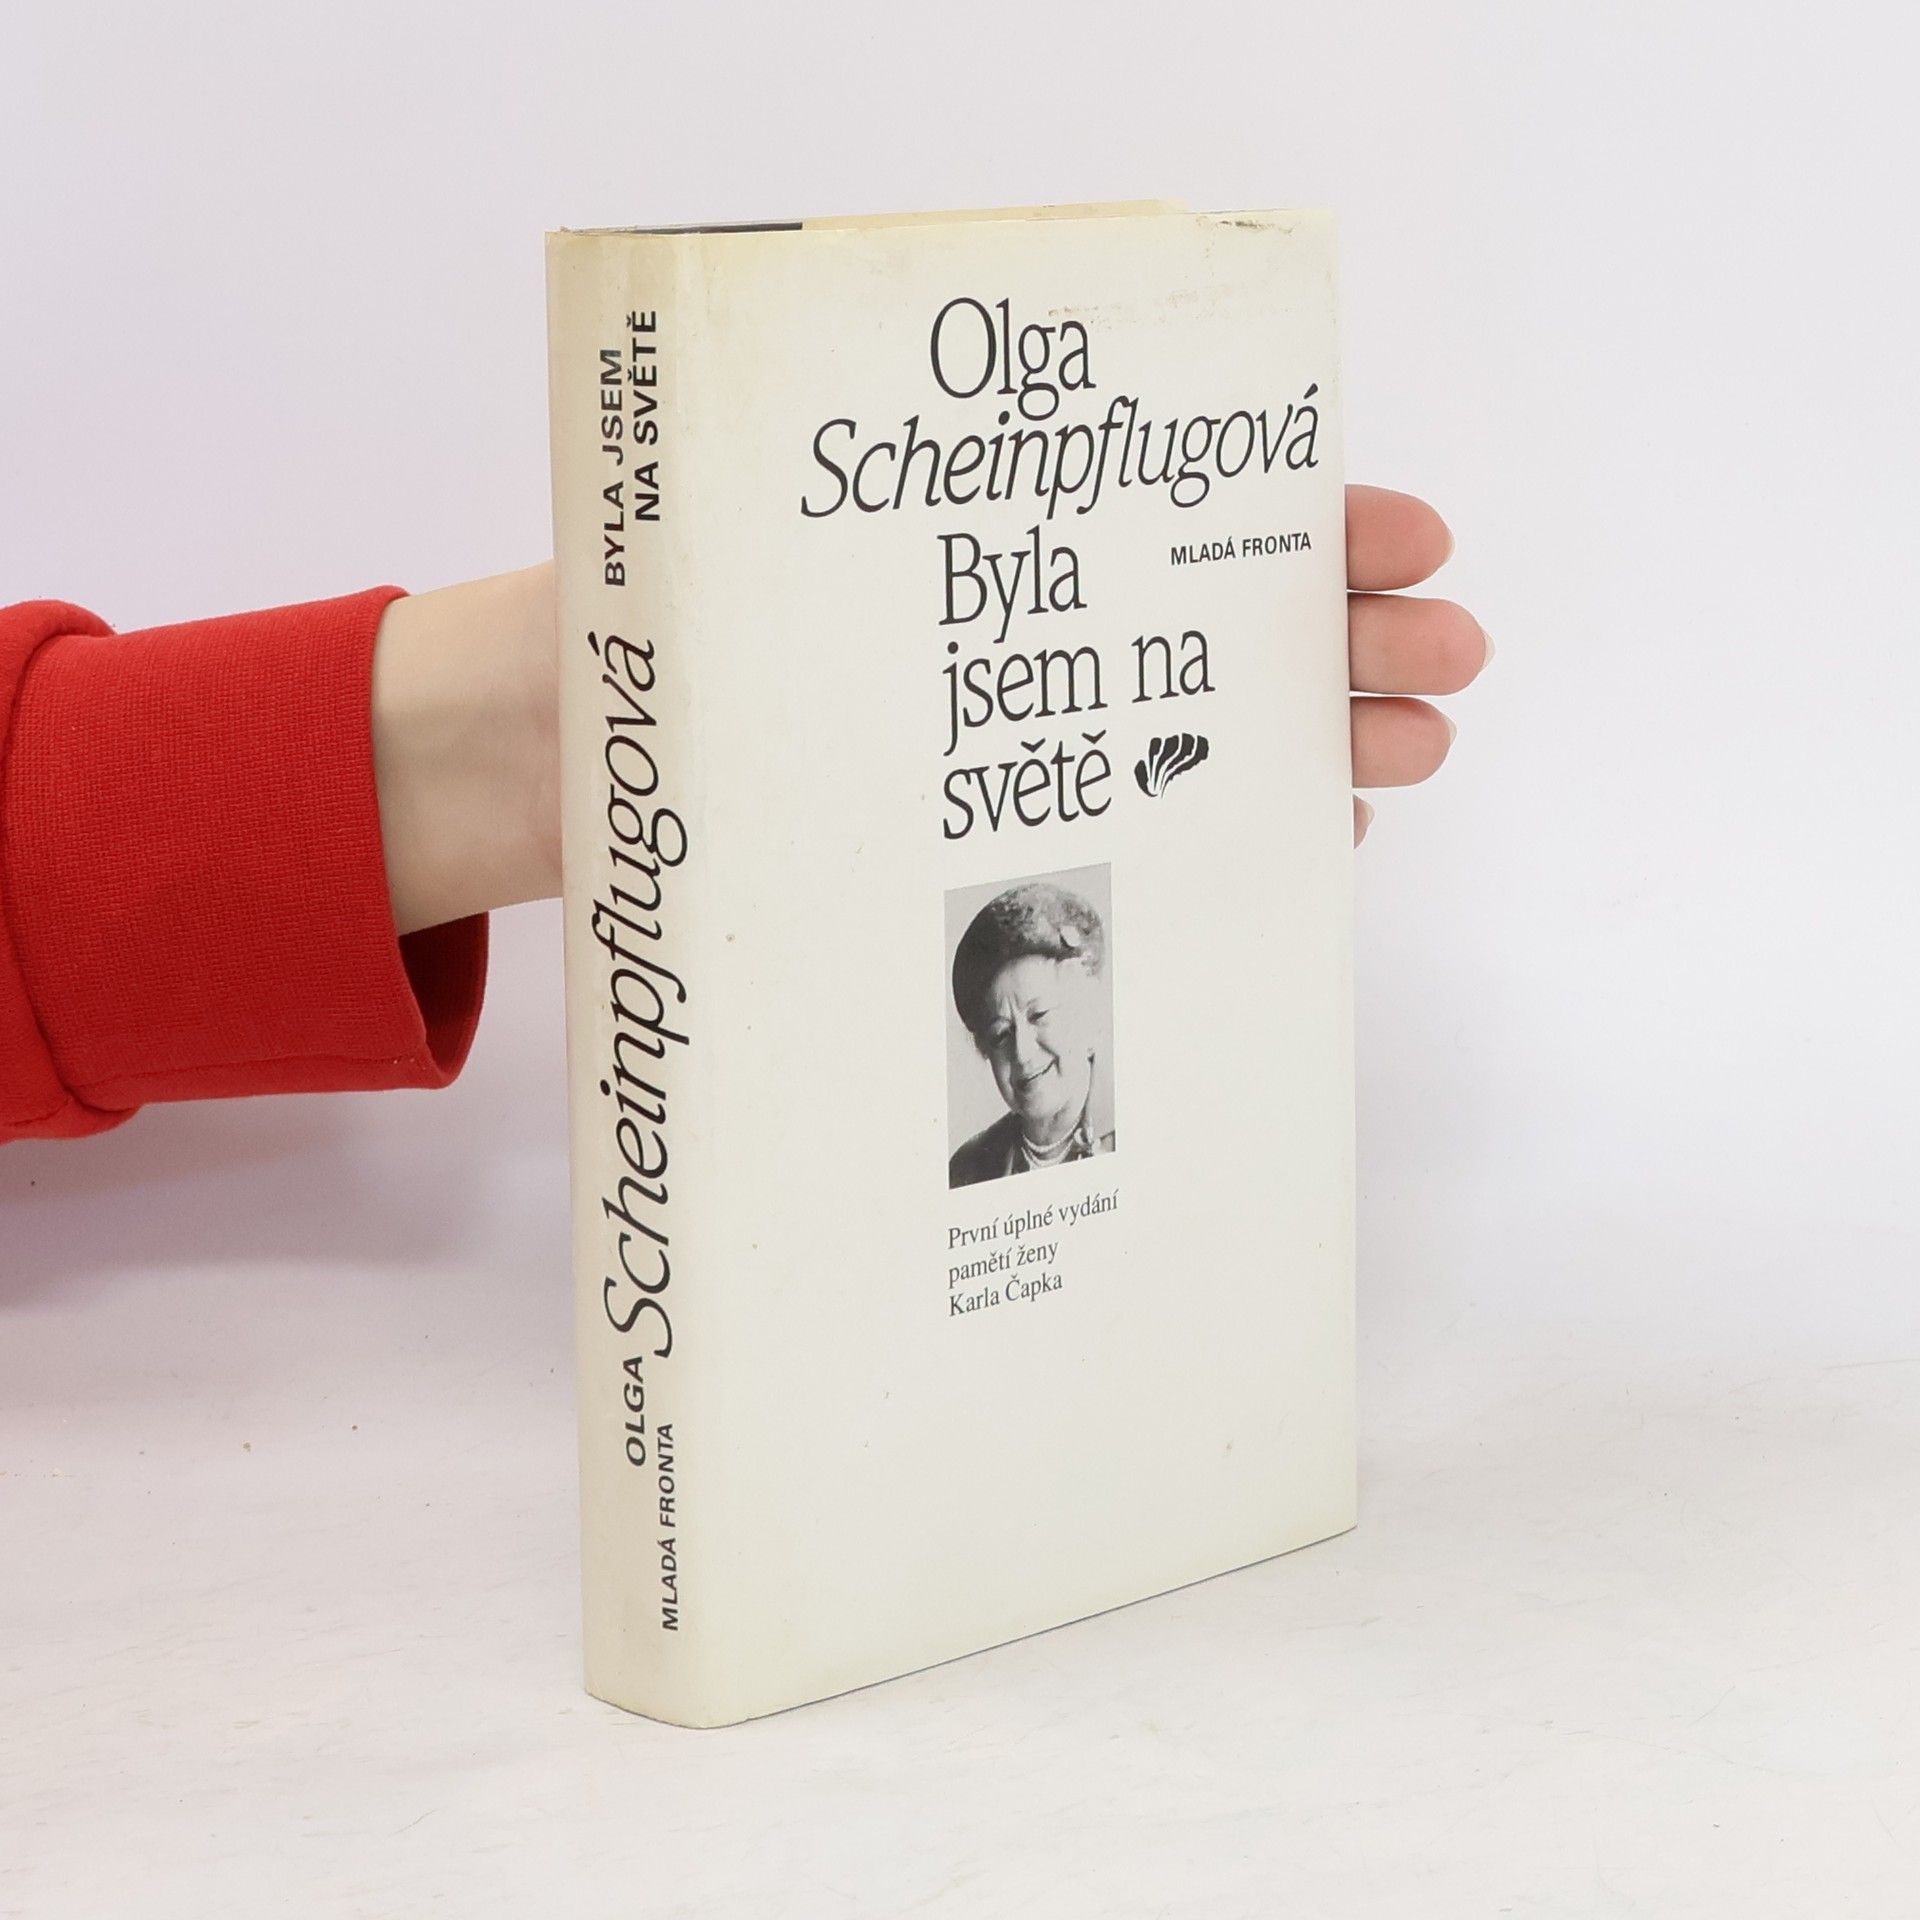 Olga
Scheinpflugová
Byla
jsem na
světě
MLADÁ FRONTA
První úplné vydání
pamětí ženy
Karla Čapka
MLADÁ FRONTA
OLGA Scheinpflugová
BYLA JSEM
NA SVĚTĚ